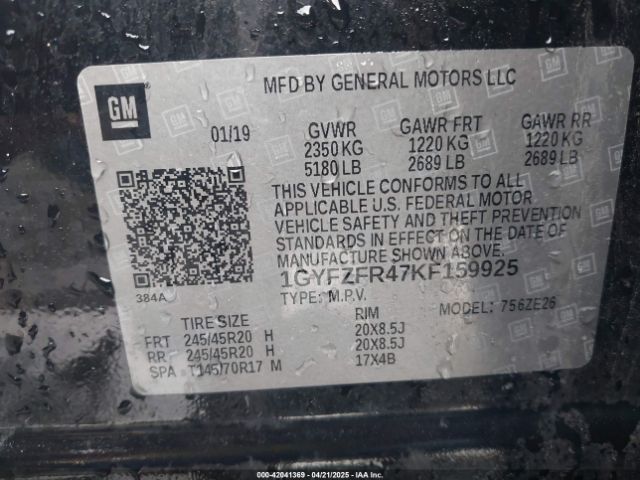 MFD BY GENERAL MOTORS LLC
GM
01/19
GVWR GAWR FRT GAWR RR
2350 KG 1220 KG 1220 KG
5180 LB 2689 LB 2689 LB
THIS VEHICLE CONFORMS TO ALL
APPLICABLE U.S. FEDERAL MOTOR
VEHICLE SAFETY AND THEFT PREVENTION
STANDARDS IN EFFECT ON THE DATE OF
MANUFACTURE SHOWN ABOVE.
1GYFZFR47KF159925
384A
TYPE: M.P.V. MODEL: 756ZE26
TIRE SIZE RIM
FRT 245/45R20 H 20X8.5J
RR 245/45R20 H 20X8.5J
SPA T145/70R17 M 17X4B
000-42041369 - 04/21/2025 - IAAI.com